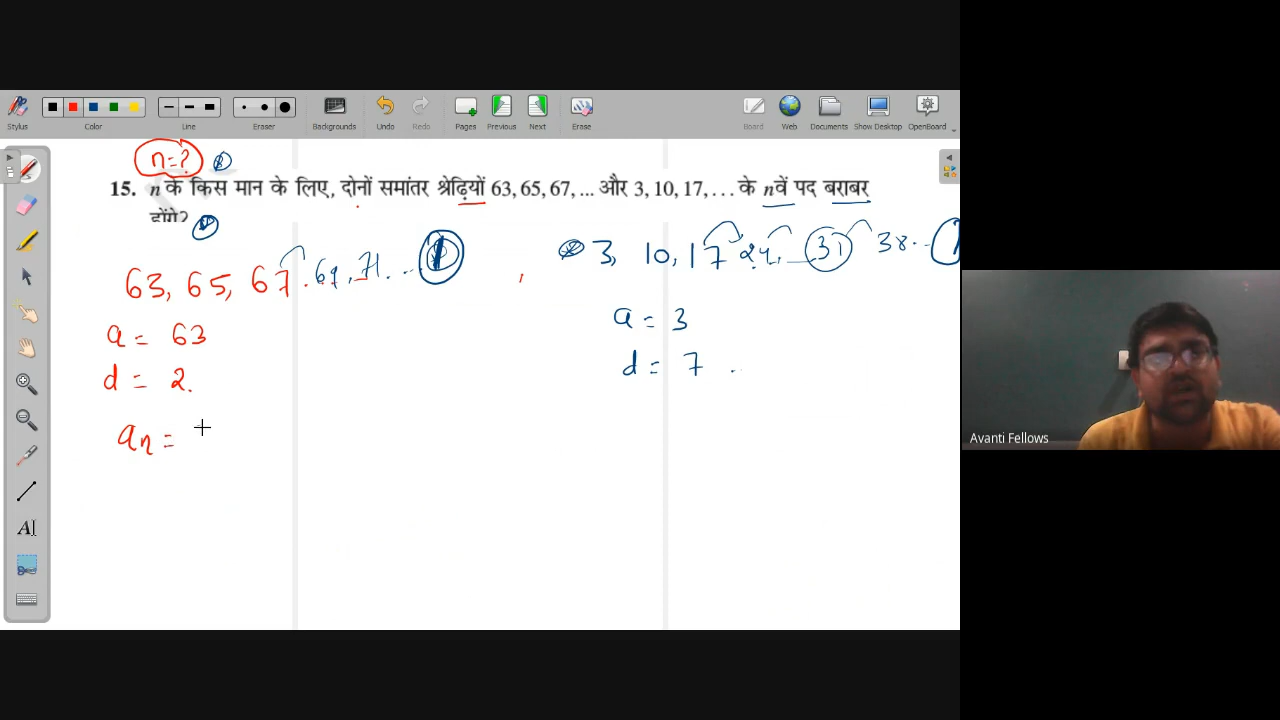 Stylus
Color
Line
Eraser
Backgrounds
Undo
Redo
Pages
Previous
Next
Erase
Board
Web
Documents
Show Desktop
OpenBoard
n=?
15. n के किस मान के लिए, दोनों समांतर श्रेढ़ियों 63, 65, 67, ... और 3, 10, 17, ... के nवें पद बराबर
होंगे?
63, 65, 67. 69, 71. ..
3, 10, 17 24, 31 38..
a = 63
d = 2.
an =
a = 3
d = 7
Avanti Fellows